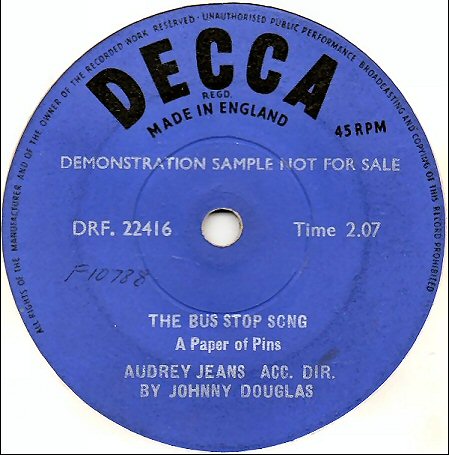 ALL RIGHTS OF THE MANUFACTURER AND OF THE OWNER OF THE RECORDED WORK RESERVED · UNAUTHORISED PUBLIC PERFORMANCE BROADCASTING AND COPYING OF THIS RECORD PROHIBITED
DECCA
REGD.
MADE IN ENGLAND
45 RPM
DEMONSTRATION SAMPLE NOT FOR SALE
DRF. 22416 Time 2.07
F-10788
THE BUS STOP SONG
A Paper of Pins
AUDREY JEANS ACC. DIR.
BY JOHNNY DOUGLAS